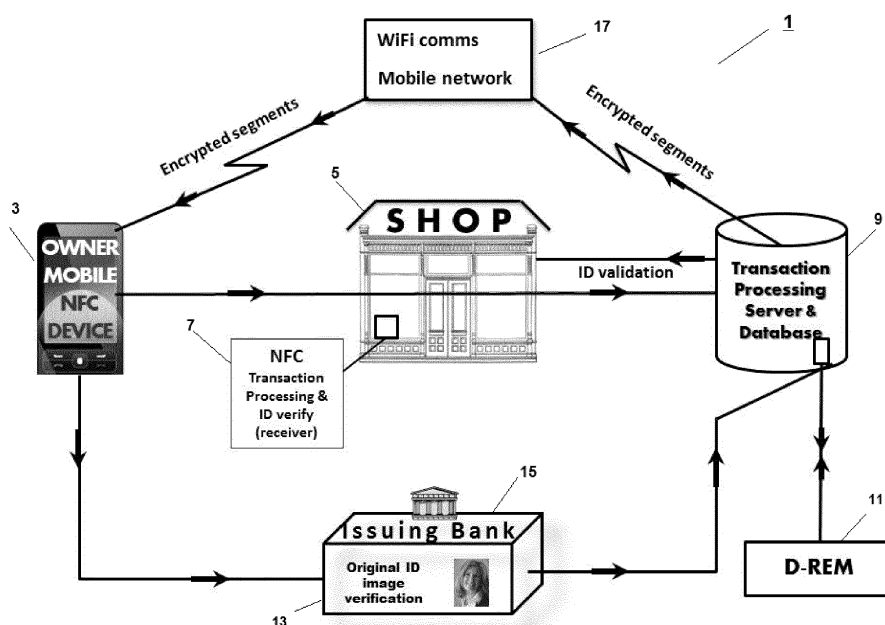 WiFi comms
Mobile network
17
1
Encrypted segments
Encrypted segments
3
5
9
SHOP
OWNER
MOBILE
NFC
DEVICE
ID validation
Transaction
Processing
Server &
Database
7
NFC
Transaction
Processing &
ID verify
(receiver)
15
Issuing Bank
Original ID
image
verification
13
11
D-REM